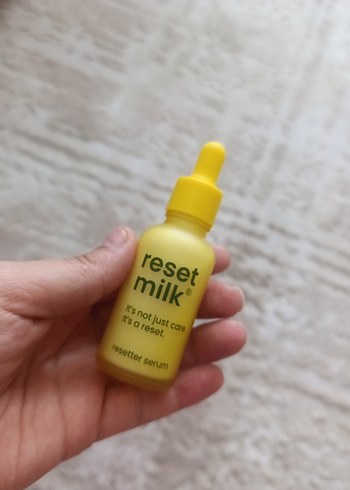 reset
milk®
it's not just care
it's a reset.
resetter serum